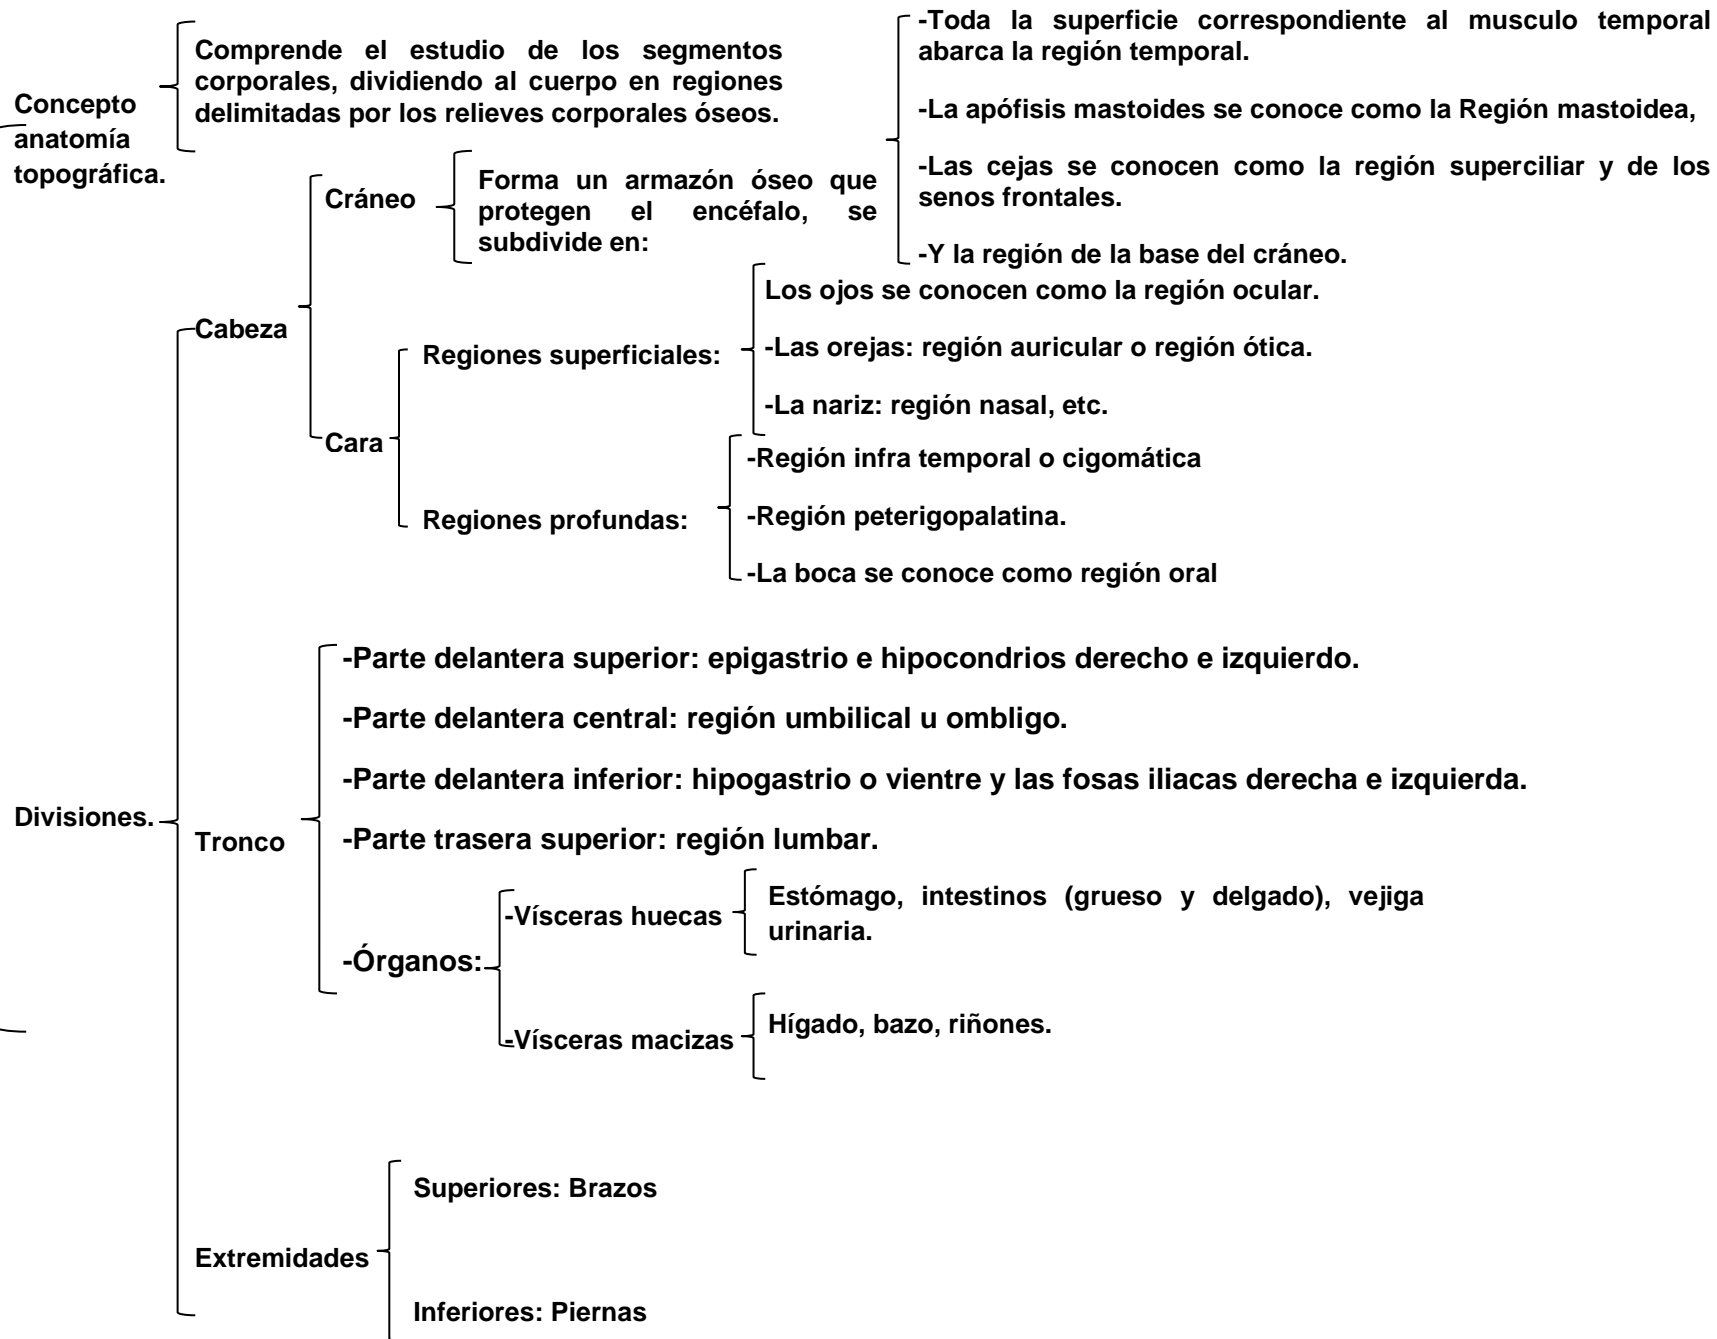 Concepto
anatomía
topográfica.
Comprende el estudio de los segmentos
corporales, dividiendo al cuerpo en regiones
delimitadas por los relieves corporales óseos.
Divisiones.
Cabeza
Cráneo
Forma un armazón óseo que
protegen el encéfalo, se
subdivide en:
-Toda la superficie correspondiente al musculo temporal
abarca la región temporal.
-La apófisis mastoides se conoce como la Región mastoidea,
-Las cejas se conocen como la región superciliar y de los
senos frontales.
-Y la región de la base del cráneo.
Cara
Regiones superficiales:
Los ojos se conocen como la región ocular.
-Las orejas: región auricular o región ótica.
-La nariz: región nasal, etc.
Regiones profundas:
-Región infra temporal o cigomática
-Región peterigopalatina.
-La boca se conoce como región oral
Tronco
-Parte delantera superior: epigastrio e hipocondrios derecho e izquierdo.
-Parte delantera central: región umbilical u ombligo.
-Parte delantera inferior: hipogastrio o vientre y las fosas iliacas derecha e izquierda.
-Parte trasera superior: región lumbar.
-Órganos:
-Vísceras huecas
Estómago, intestinos (grueso y delgado), vejiga
urinaria.
-Vísceras macizas
Hígado, bazo, riñones.
Extremidades
Superiores: Brazos
Inferiores: Piernas